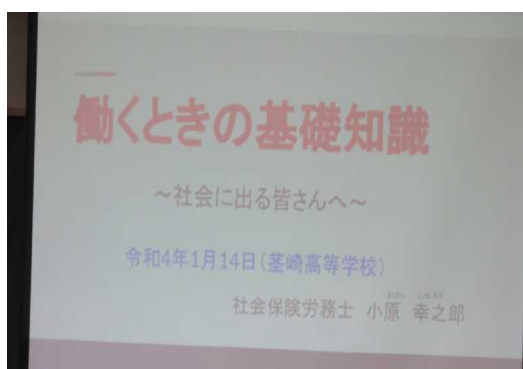 働くときの基礎知識
～社会に出る皆さんへ～
令和4年1月14日（茎崎高等学校）
社会保険労務士 小原 幸之郎